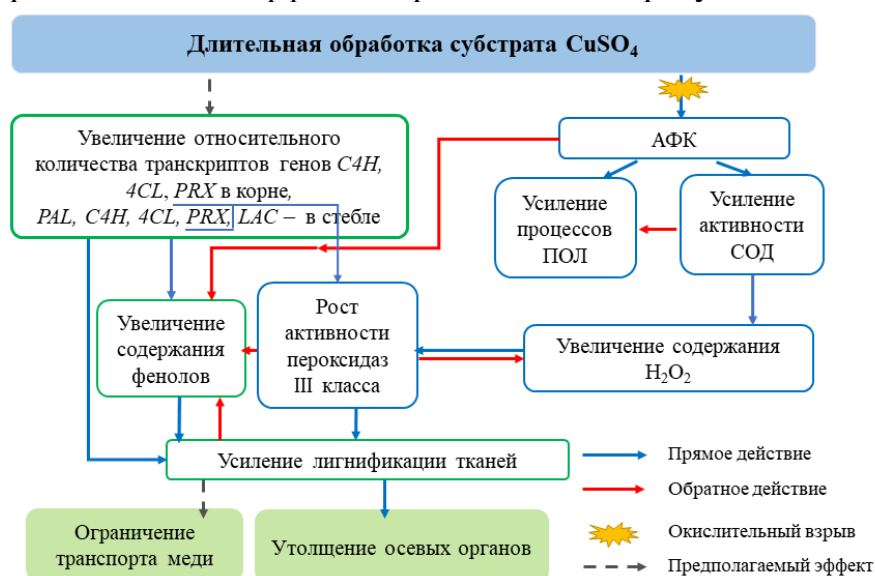 Длительная обработка субстрата CuSO₄
Увеличение относительного
количества транскриптов генов C4H,
4CL, PRX в корне,
PAL, C4H, 4CL, PRX, LAC – в стебле
АФК
Усиление
процессов
ПОЛ
Усиление
активности
СОД
Увеличение
содержания
фенолов
Рост
активности
пероксидаз
III класса
Увеличение содержания
H₂O₂
Усиление лигнификации тканей
Ограничение
транспорта меди
Утолщение осевых органов
Прямое действие
Обратное действие
Окислительный взрыв
Предполагаемый эффект